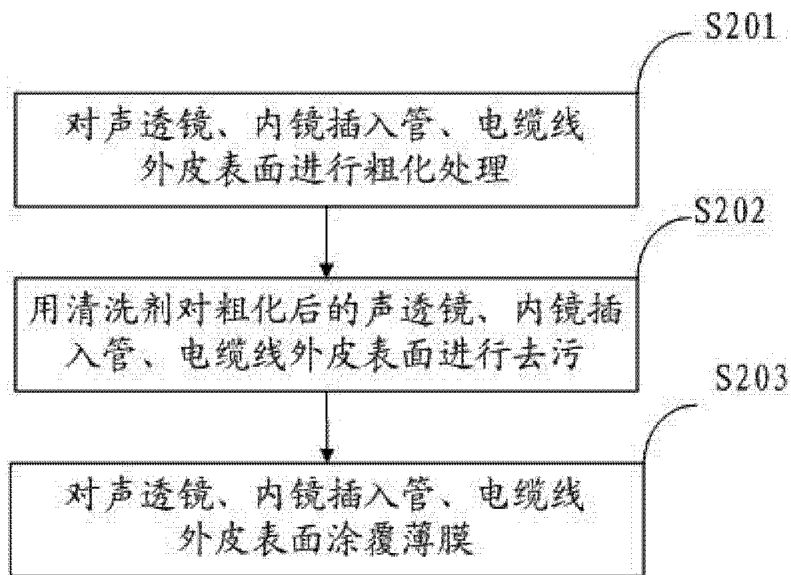 S201
对声透镜、内镜插入管、电缆线
外皮表面进行粗化处理
S202
用清洗剂对粗化后的声透镜、内镜插
入管、电缆线外皮表面进行去污
S203
对声透镜、内镜插入管、电缆线
外皮表面涂覆薄膜